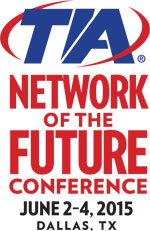 TIA®
NETWORK
OF THE
FUTURE
CONFERENCE
JUNE 2-4, 2015
DALLAS, TX